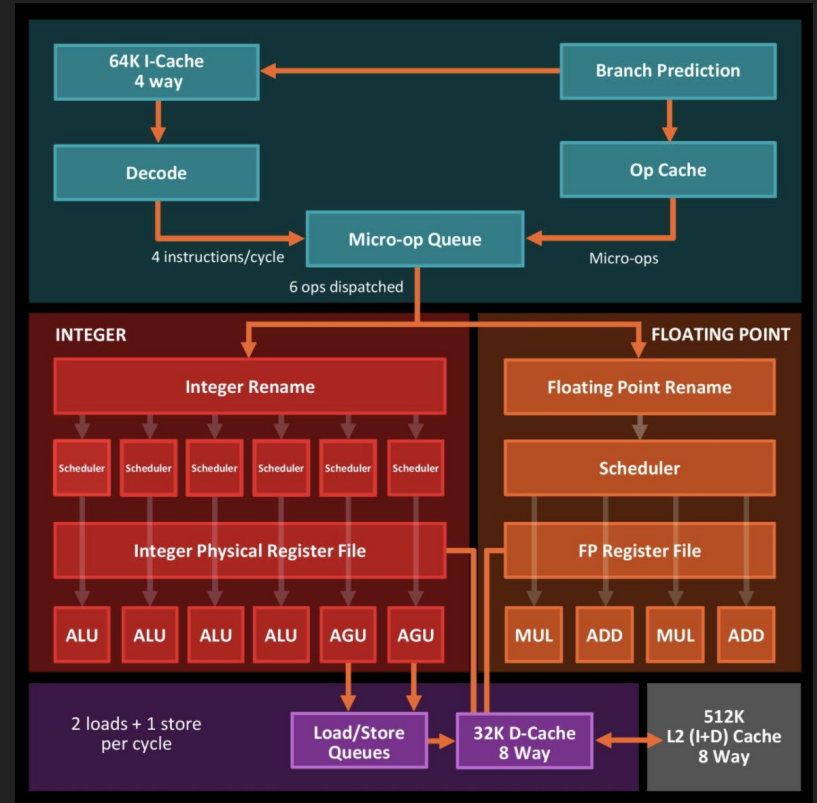 64K I-Cache
4 way
Branch Prediction
Decode
Op Cache
Micro-op Queue
4 instructions/cycle
Micro-ops
6 ops dispatched
INTEGER
FLOATING POINT
Integer Rename
Floating Point Rename
Scheduler
Scheduler
Scheduler
Scheduler
Scheduler
Scheduler
Scheduler
Integer Physical Register File
FP Register File
ALU
ALU
ALU
ALU
AGU
AGU
MUL
ADD
MUL
ADD
2 loads + 1 store
per cycle
Load/Store
Queues
32K D-Cache
8 Way
512K
L2 (I+D) Cache
8 Way